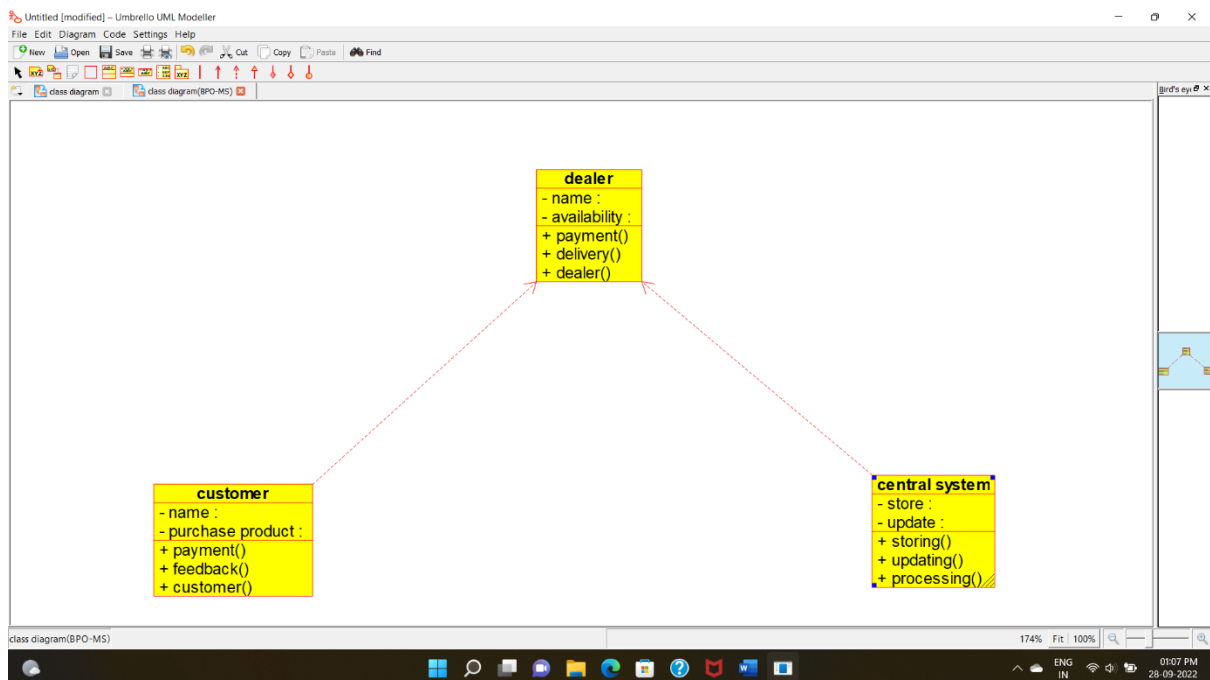 Untitled [modified] – Umbrello UML Modeller
File Edit Diagram Code Settings Help
New Open Save Cut Copy Paste Find
class diagram class diagram(BPO-MS)
Bird's eye
dealer
- name :
- availability :
+ payment()
+ delivery()
+ dealer()
customer
- name :
- purchase product :
+ payment()
+ feedback()
+ customer()
central system
- store :
- update :
+ storing()
+ updating()
+ processing()
class diagram(BPO-MS)
174% Fit 100%
ENG
IN
01:07 PM
28-09-2022